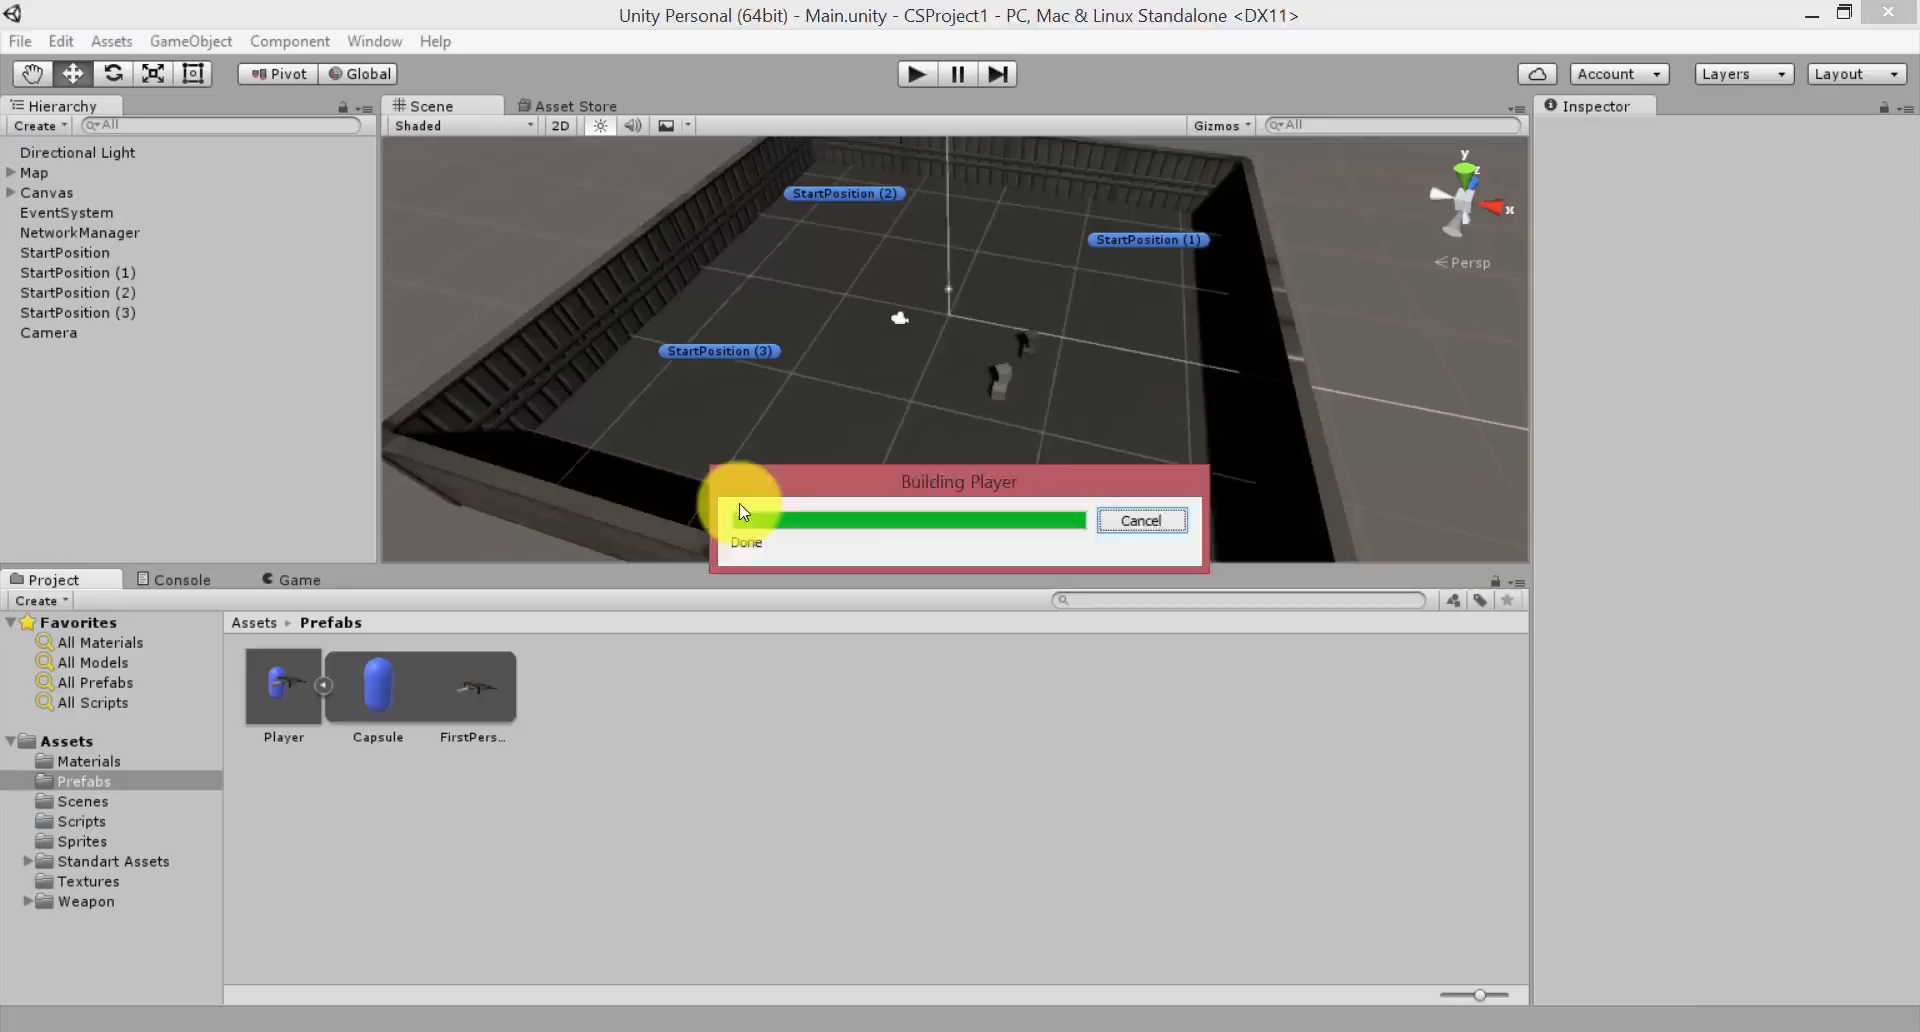 Unity Personal (64bit) - Main.unity - CSProject1 - PC, Mac & Linux Standalone <DX11>
File Edit Assets GameObject Component Window Help
Pivot Global Account Layers Layout
Hierarchy
Create All
Directional Light
Map
Canvas
EventSystem
NetworkManager
StartPosition
StartPosition (1)
StartPosition (2)
StartPosition (3)
Camera
Scene Asset Store
Shaded 2D Gizmos All
StartPosition (2)
StartPosition (1)
StartPosition (3)
y
z
x
Persp
Inspector
Building Player
Cancel
Done
Project Console Game
Create
Favorites
All Materials
All Models
All Prefabs
All Scripts
Assets
Materials
Prefabs
Scenes
Scripts
Sprites
Standart Assets
Textures
Weapon
Assets Prefabs
Player Capsule FirstPers...